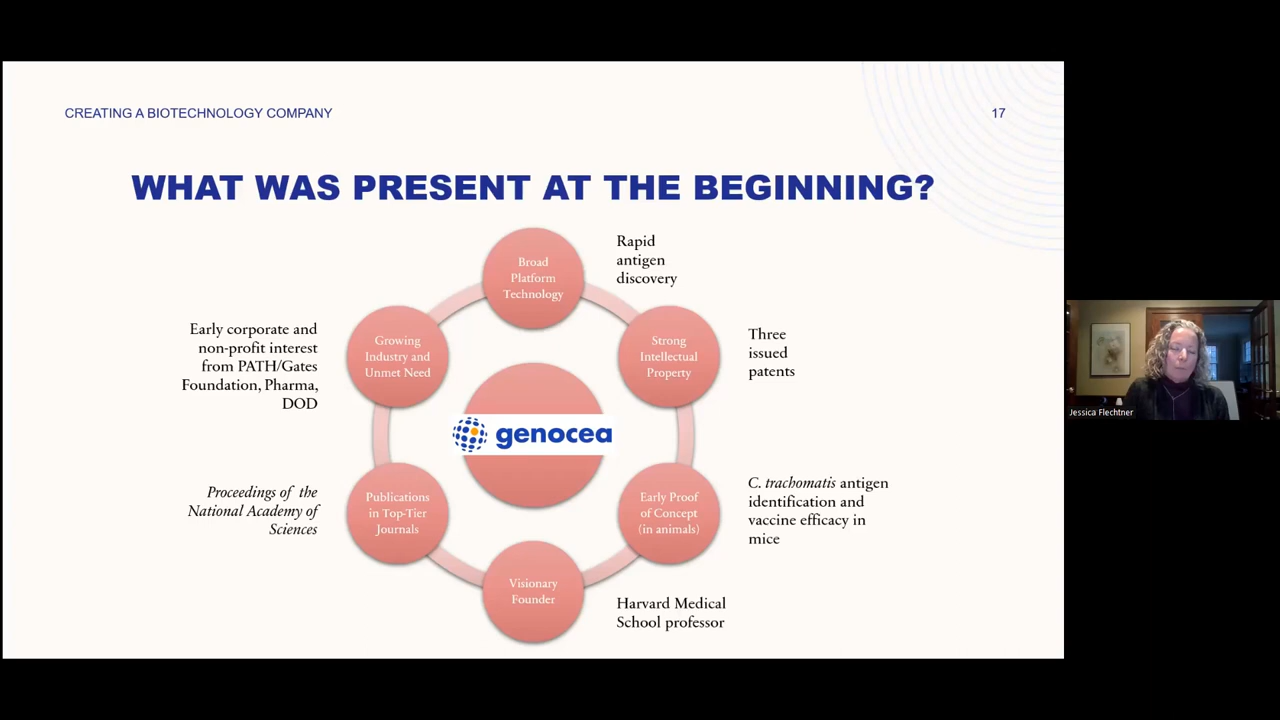 CREATING A BIOTECHNOLOGY COMPANY
17
WHAT WAS PRESENT AT THE BEGINNING?
Broad
Platform
Technology
Rapid
antigen
discovery
Strong
Intellectual
Property
Three
issued
patents
Early Proof
of Concept
(in animals)
C. trachomatis antigen
identification and
vaccine efficacy in
mice
Visionary
Founder
Harvard Medical
School professor
Publications
in Top-Tier
Journals
Proceedings of the
National Academy of
Sciences
Growing
Industry and
Unmet Need
Early corporate and
non-profit interest
from PATH/Gates
Foundation, Pharma,
DOD
genocea
Jessica Flechtner